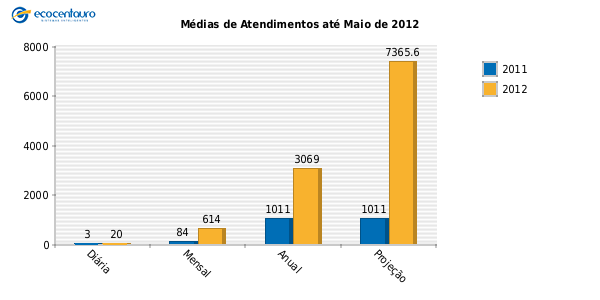 ecocentauro
Médias de Atendimentos até Maio de 2012
8000
6000
4000
2000
0
3
20
84
614
1011
3069
1011
7365.6
Diária
Mensal
Anual
Projeção
2011
2012